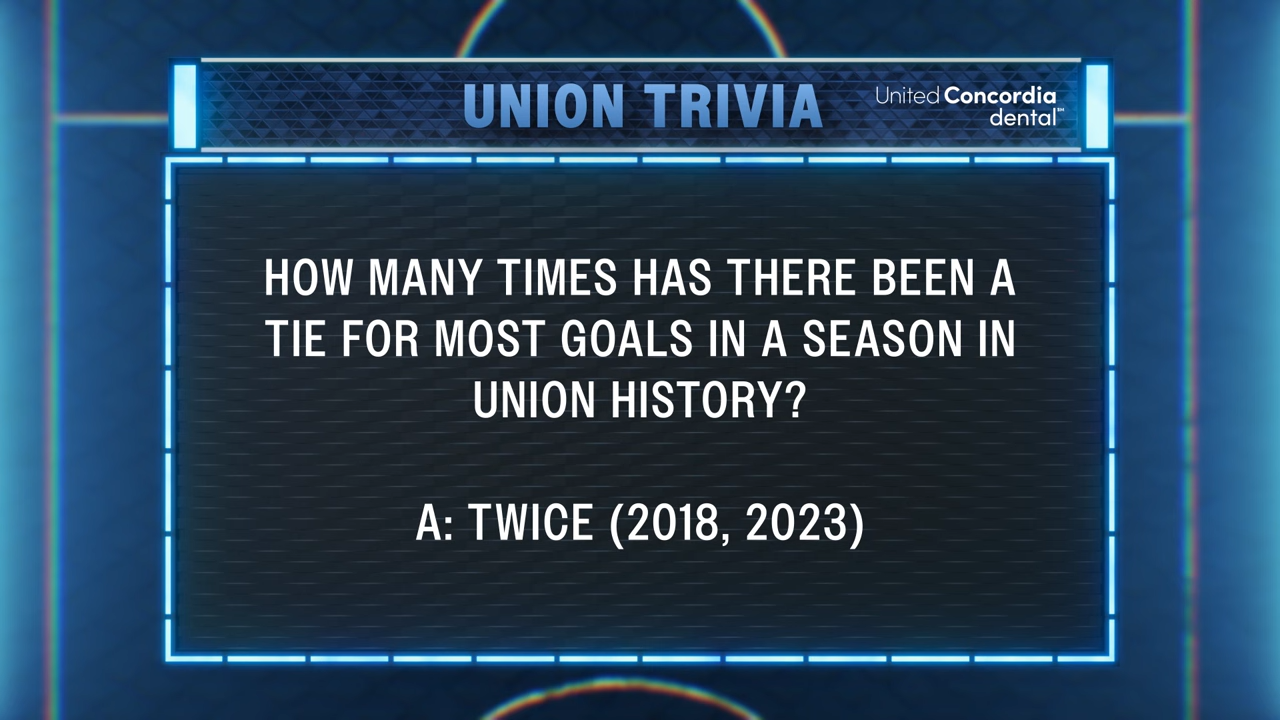 UNION TRIVIA
United Concordia
dental℠
HOW MANY TIMES HAS THERE BEEN A
TIE FOR MOST GOALS IN A SEASON IN
UNION HISTORY?
A: TWICE (2018, 2023)